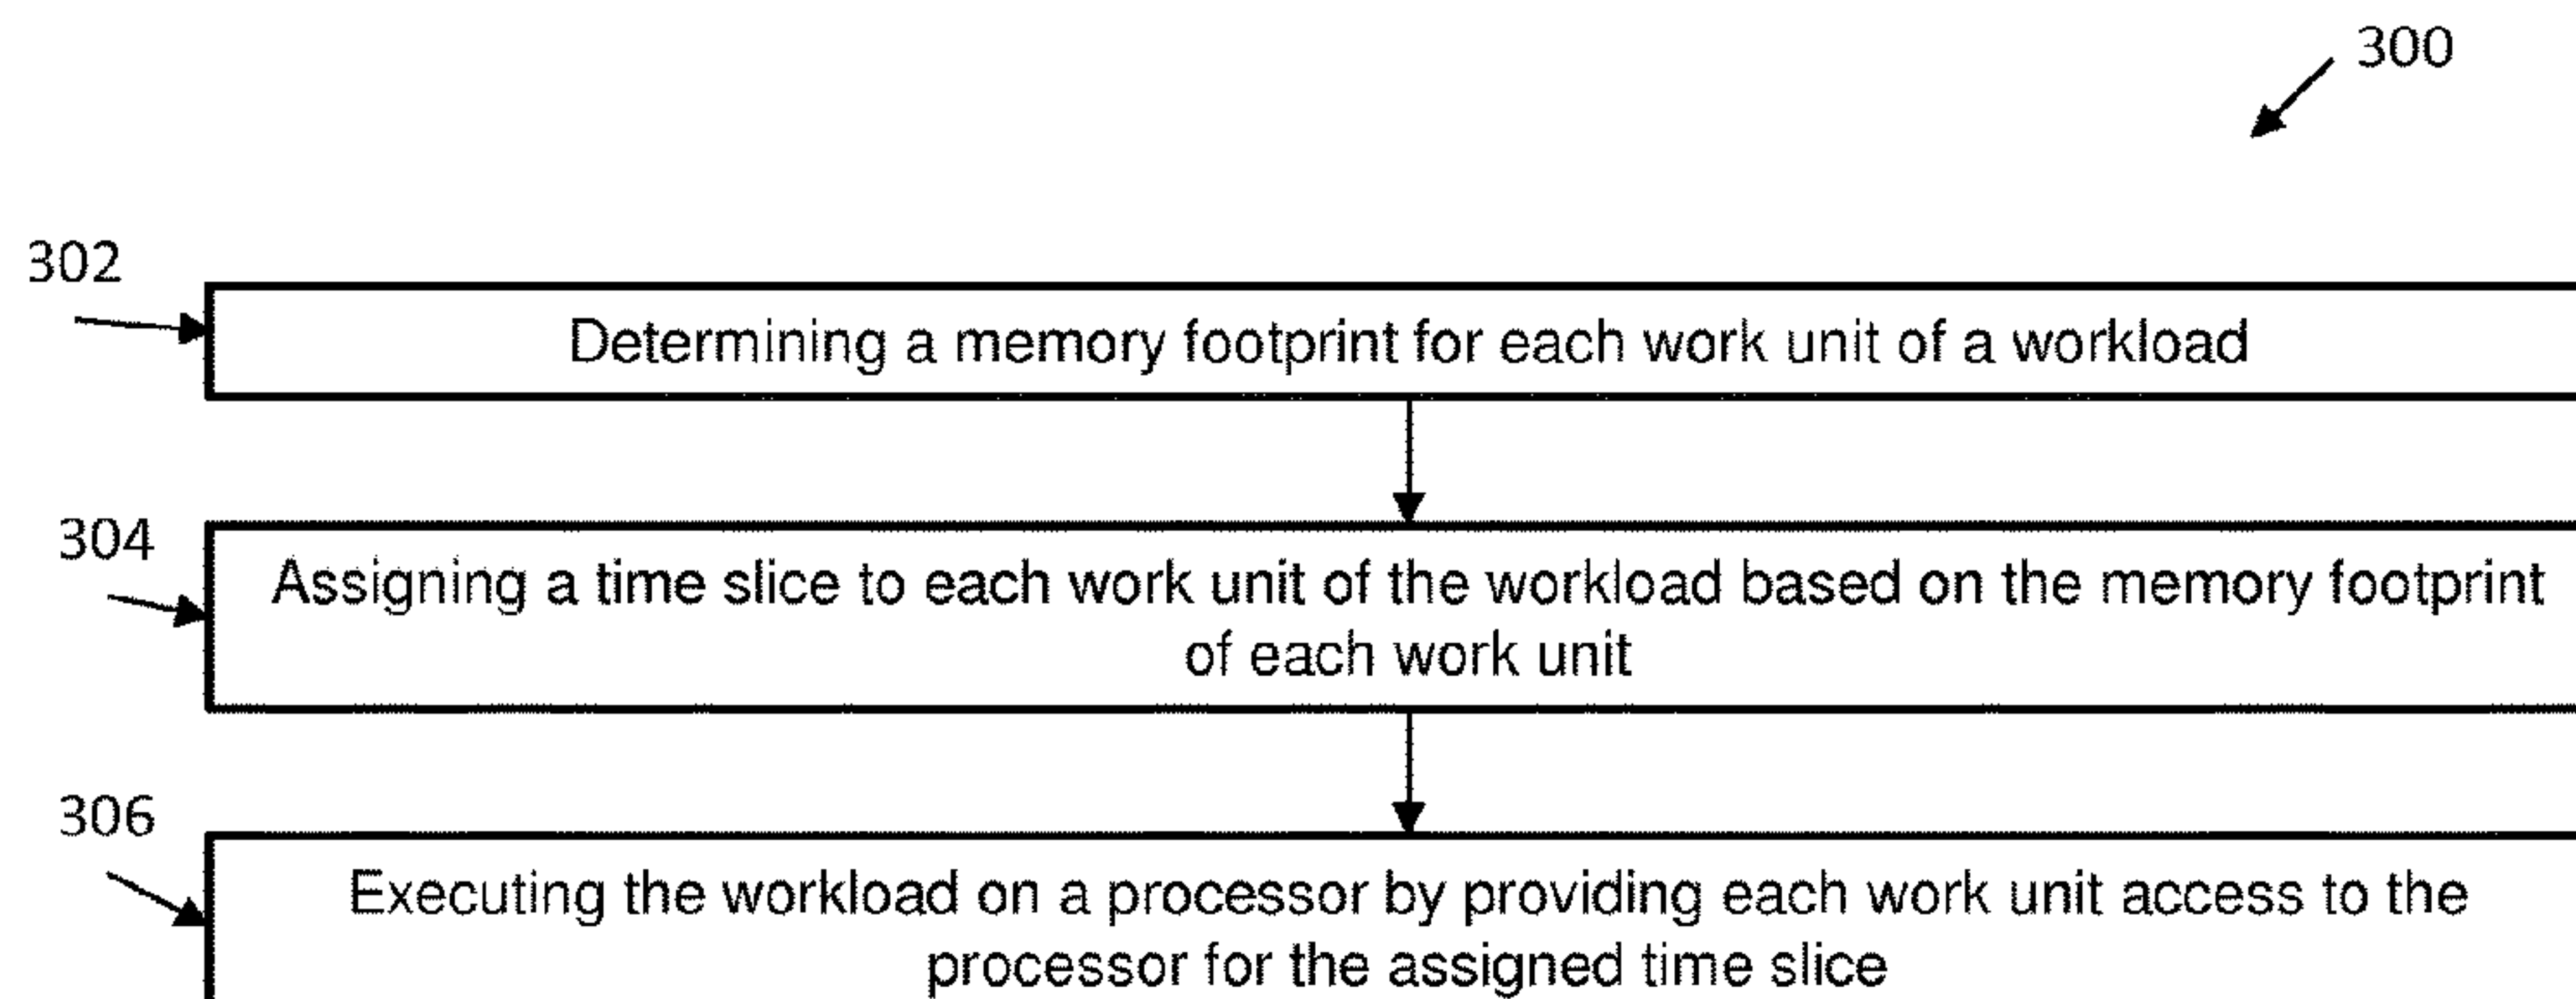 300
302
Determining a memory footprint for each work unit of a workload
304
Assigning a time slice to each work unit of the workload based on the memory footprint
of each work unit
306
Executing the workload on a processor by providing each work unit access to the
processor for the assigned time slice